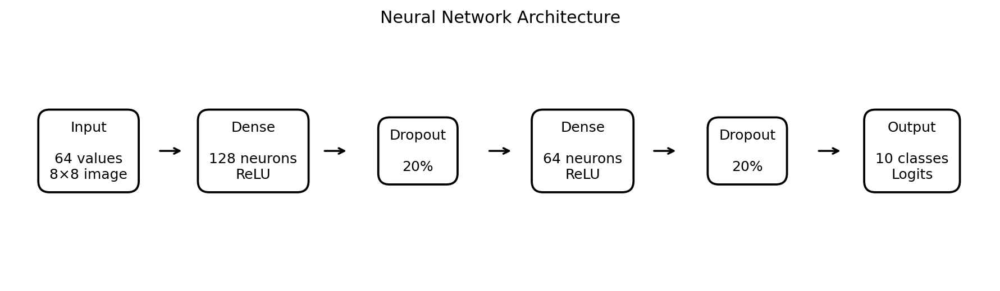 Neural Network Architecture
Input
64 values
8×8 image
Dense
128 neurons
ReLU
Dropout
20%
Dense
64 neurons
ReLU
Dropout
20%
Output
10 classes
Logits